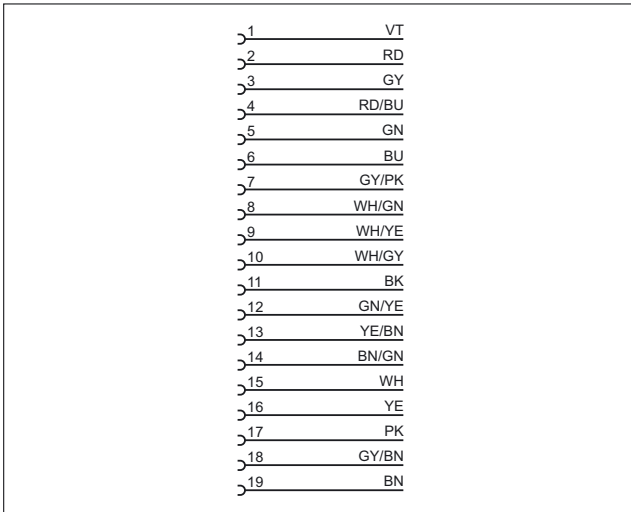 1 VT
2 RD
3 GY
4 RD/BU
5 GN
6 BU
7 GY/PK
8 WH/GN
9 WH/YE
10 WH/GY
11 BK
12 GN/YE
13 YE/BN
14 BN/GN
15 WH
16 YE
17 PK
18 GY/BN
19 BN